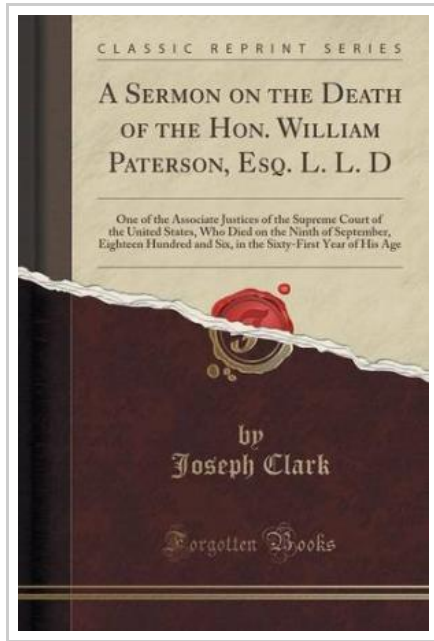 CLASSIC REPRINT SERIES
A SERMON ON THE DEATH
OF THE HON. WILLIAM
PATERSON, ESQ. L. L. D
One of the Associate Justices of the Supreme Court of
the United States, Who Died on the Ninth of September,
Eighteen Hundred and Six, in the Sixty-First Year of His Age
by
Joseph Clark
Forgotten Books